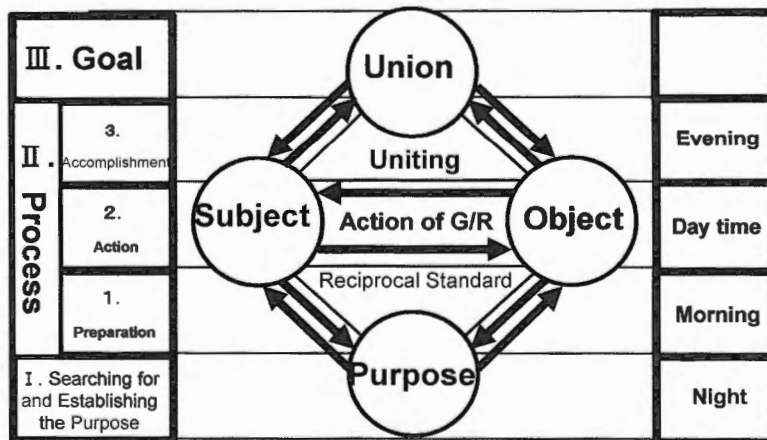 Ⅲ. Goal
Union
3.
Accomplishment
Uniting
Evening
Ⅱ. Process
2.
Action
Subject
Action of G/R
Object
Day time
1.
Preparation
Reciprocal Standard
Morning
Ⅰ. Searching for
and Establishing
the Purpose
Purpose
Night